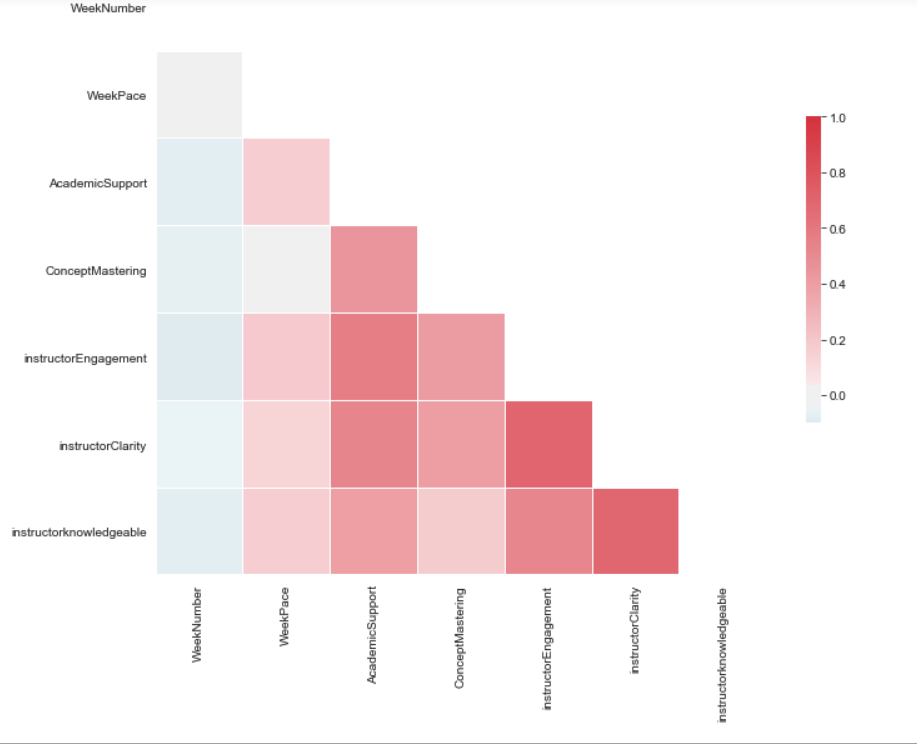 WeekNumber
WeekPace
AcademicSupport
ConceptMastering
instructorEngagement
instructorClarity
instructorknowledgeable
1.0
0.8
0.6
0.4
0.2
0.0
WeekNumber
WeekPace
AcademicSupport
ConceptMastering
instructorEngagement
instructorClarity
instructorknowledgeable